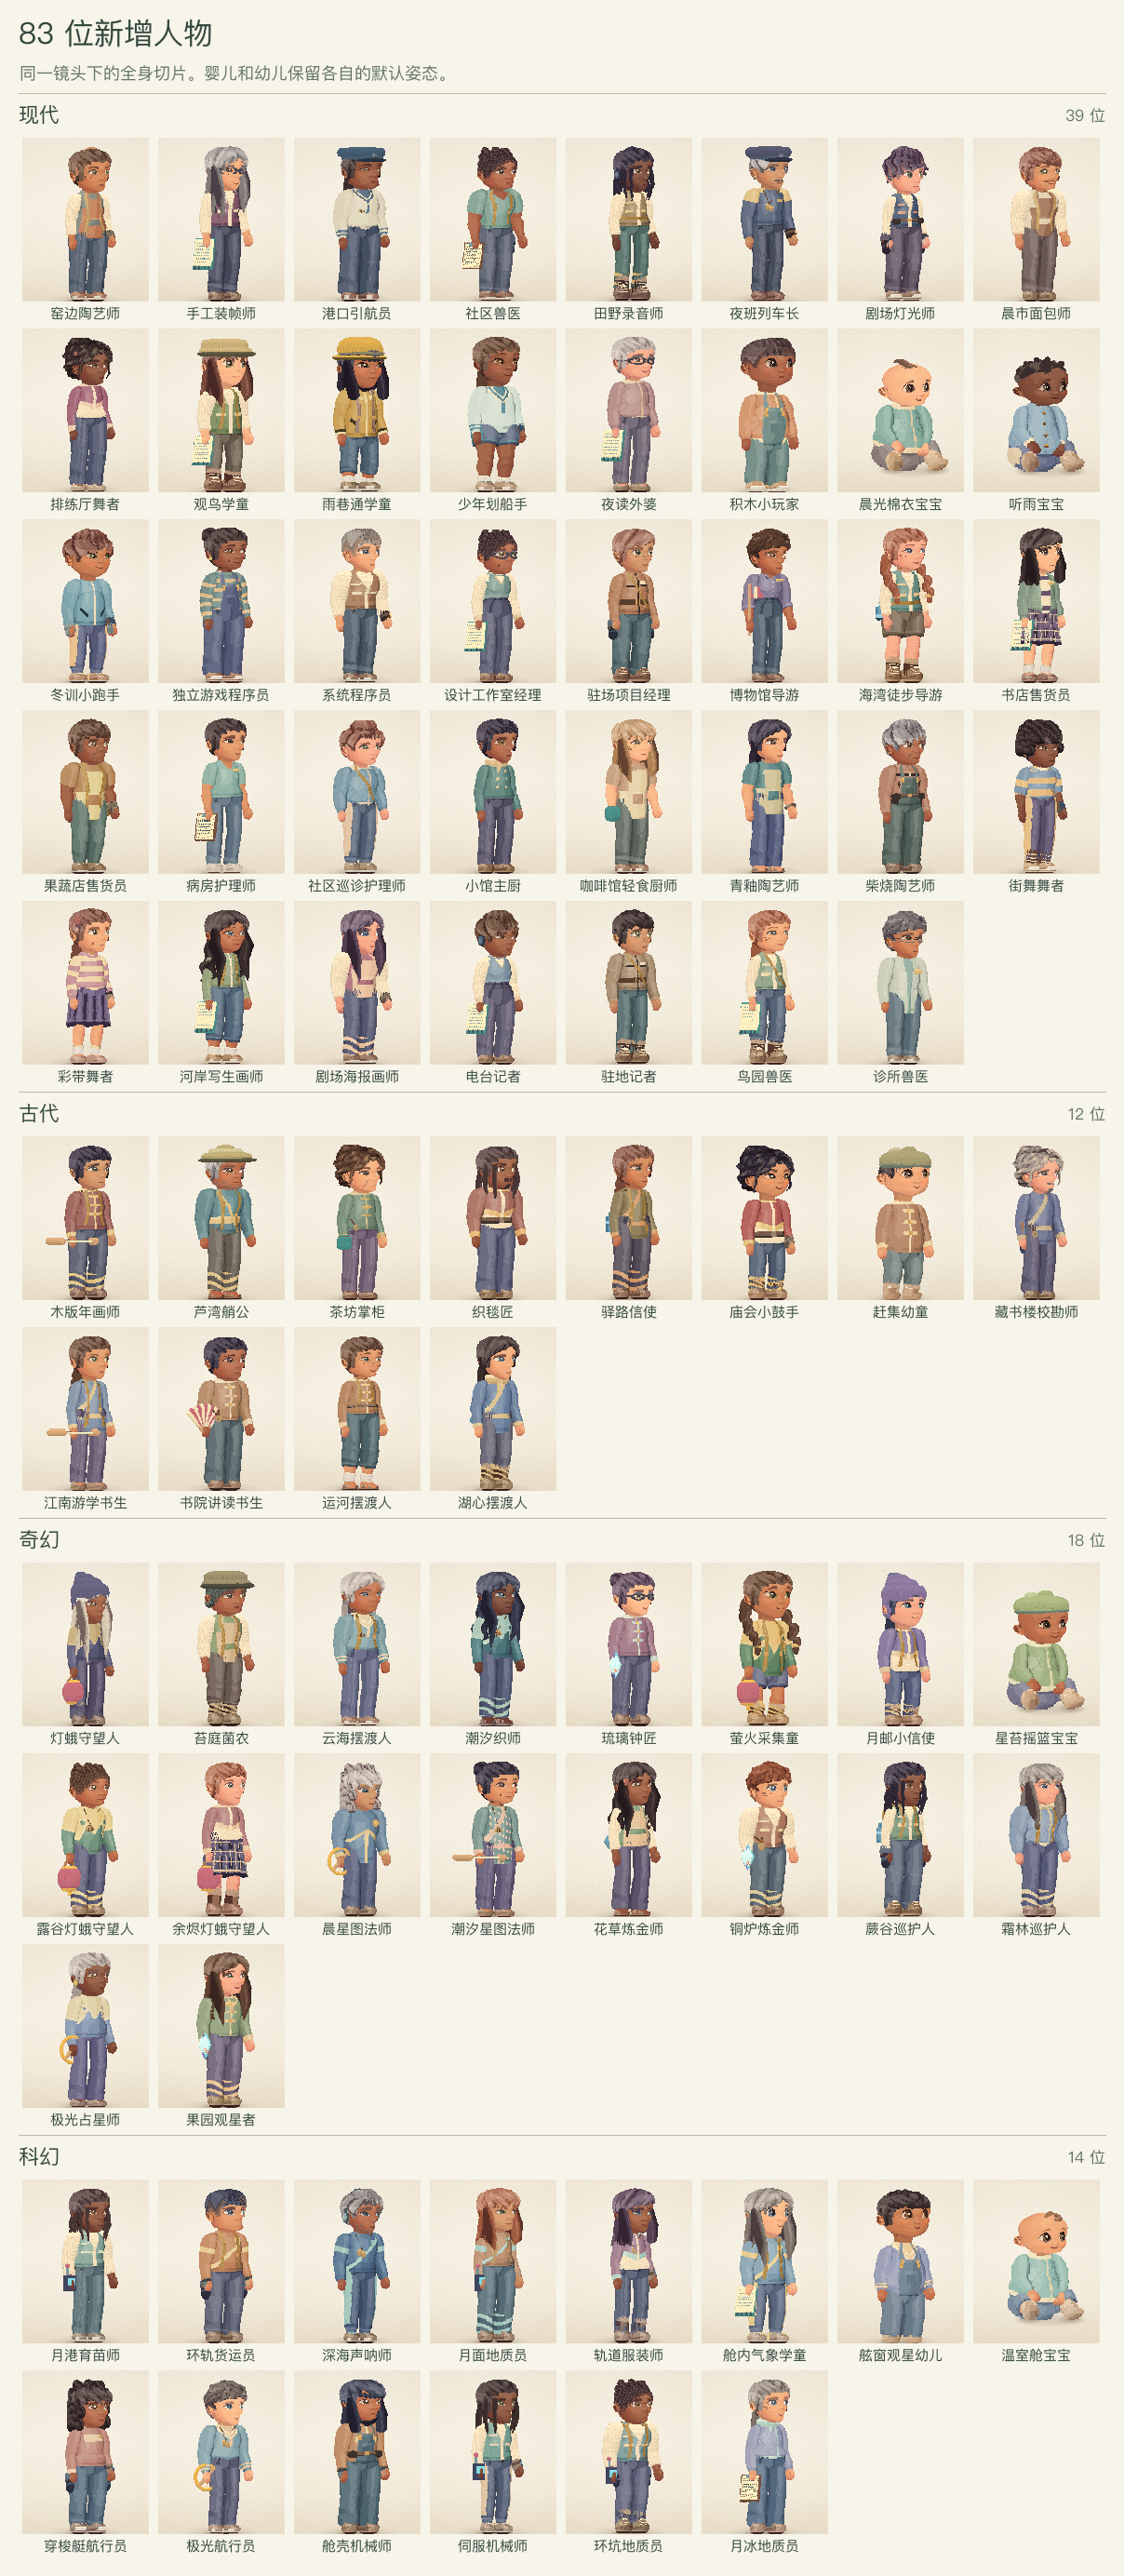 83 位新增人物
同一镜头下的全身切片。婴儿和幼儿保留各自的默认姿态。
现代 39 位
窑边陶艺师 手工装帧师 港口引航员 社区兽医 田野录音师 夜班列车长 剧场灯光师 晨市面包师
排练厅舞者 观鸟学童 雨巷通学童 少年划船手 夜读外婆 积木小玩家 晨光棉衣宝宝 听雨宝宝
冬训小跑手 独立游戏程序员 系统程序员 设计工作室经理 驻场项目经理 博物馆导游 海湾徒步导游 书店售货员
果蔬店售货员 病房护理师 社区巡诊护理师 小馆主厨 咖啡馆轻食厨师 青釉陶艺师 柴烧陶艺师 街舞舞者
彩带舞者 河岸写生画师 剧场海报画师 电台记者 驻地记者 鸟园兽医 诊所兽医
古代 12 位
木版年画师 芦湾艄公 茶坊掌柜 织毯匠 驿路信使 庙会小鼓手 赶集幼童 藏书楼校勘师
江南游学书生 书院讲读书生 运河摆渡人 湖心摆渡人
奇幻 18 位
灯蛾守望人 苔庭菌农 云海摆渡人 潮汐织师 琉璃钟匠 萤火采集童 月邮小信使 星苔摇篮宝宝
露谷灯蛾守望人 余烬灯蛾守望人 晨星图法师 潮汐星图法师 花草炼金师 铜炉炼金师 蕨谷巡护人 霜林巡护人
极光占星师 果园观星者
科幻 14 位
月港育苗师 环轨货运员 深海声呐师 月面地质员 轨道服装师 舱内气象学童 舷窗观星幼儿 温室舱宝宝
穿梭艇航行员 极光航行员 舱壳机械师 伺服机械师 环坑地质员 月冰地质员